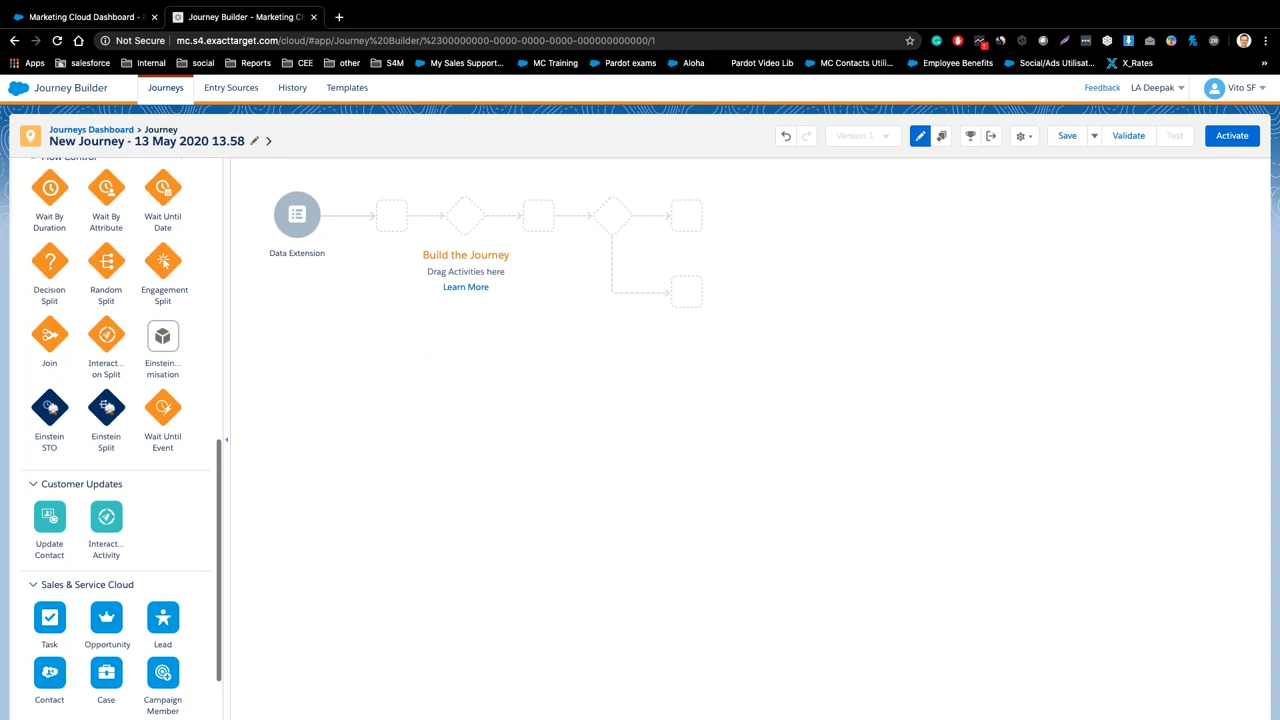 Marketing Cloud Dashboard -
Journey Builder - Marketing Cl
Not Secure
mc.s4.exacttarget.com/cloud/#app/Journey%20Builder/%2300000000-0000-0000-0000-000000000000/1
Apps
salesforce
Internal
social
Reports
CEE
other
S4M
My Sales Support...
MC Training
Pardot exams
Aloha
Pardot Video Lib
MC Contacts Utili...
Employee Benefits
Social/Ads Utilisat...
X_Rates
Journey Builder
Journeys
Entry Sources
History
Templates
Feedback
LA Deepak
Vito SF
Journeys Dashboard > Journey
New Journey - 13 May 2020 13.58
Version 1
Save
Validate
Test
Activate
Flow Control
Wait By
Duration
Wait By
Attribute
Wait Until
Date
Decision
Split
Random
Split
Engagement
Split
Join
Interact...
on Split
Einstein...
misation
Einstein
STO
Einstein
Split
Wait Until
Event
Customer Updates
Update
Contact
Interact...
Activity
Sales & Service Cloud
Task
Opportunity
Lead
Contact
Case
Campaign
Member
Data Extension
Build the Journey
Drag Activities here
Learn More